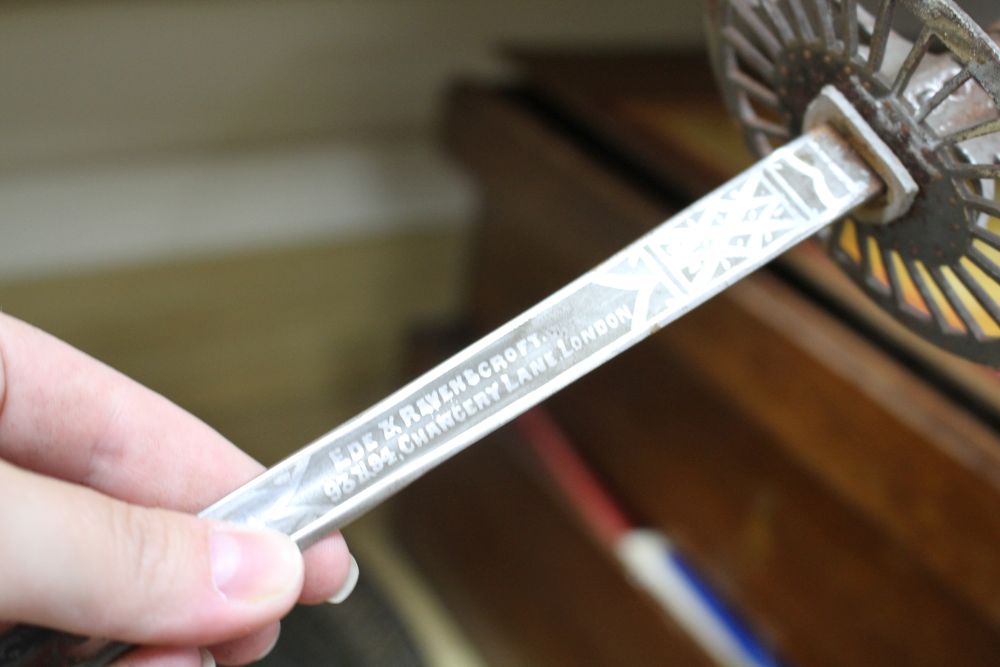 EDE & RAVENSCROFT.
93 & 94, CHANCERY LANE, LONDON